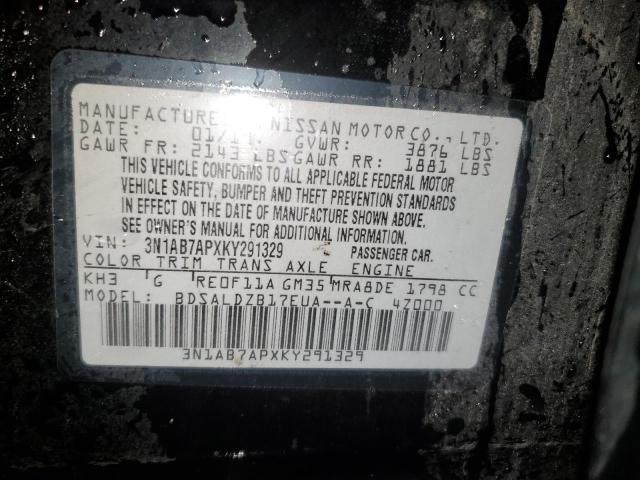 MANUFACTURE NISSAN MOTOR CO., LTD.
DATE: 01/ GVWR: 3876 LBS
GAWR FR: 2143 LBS GAWR RR: 1881 LBS
THIS VEHICLE CONFORMS TO ALL APPLICABLE FEDERAL MOTOR
VEHICLE SAFETY, BUMPER AND THEFT PREVENTION STANDARDS
IN EFFECT ON THE DATE OF MANUFACTURE SHOWN ABOVE.
SEE OWNER'S MANUAL FOR ADDITIONAL INFORMATION.
VIN: 3N1AB7APXKY291329 PASSENGER CAR.
COLOR TRIM TRANS AXLE ENGINE
KH3 G RE0F11A GM35 MRA8DE 1798 CC
MODEL: BDSALDZB17EUA--A-C 47000
3N1AB7APXKY291329